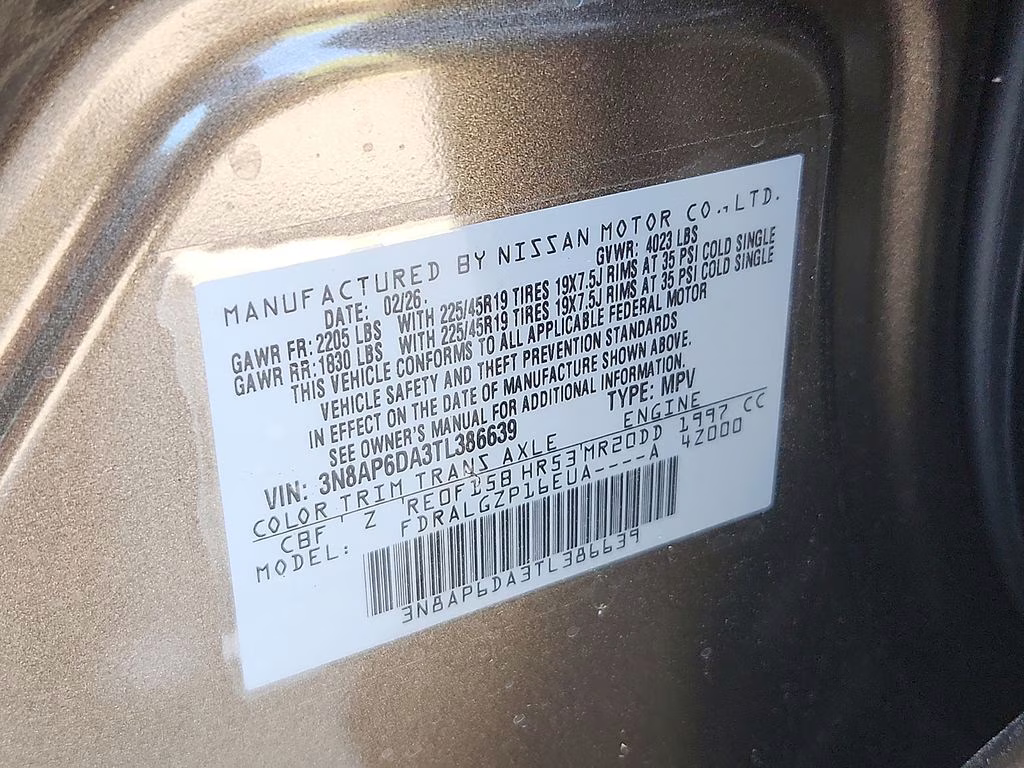 MANUFACTURED BY NISSAN MOTOR CO.,LTD.
DATE: 02/26. GVWR: 4023 LBS
GAWR FR: 2205 LBS WITH 225/45R19 TIRES 19X7.5J RIMS AT 35 PSI COLD SINGLE
GAWR RR: 1830 LBS WITH 225/45R19 TIRES 19X7.5J RIMS AT 35 PSI COLD SINGLE
THIS VEHICLE CONFORMS TO ALL APPLICABLE FEDERAL MOTOR
VEHICLE SAFETY AND THEFT PREVENTION STANDARDS
IN EFFECT ON THE DATE OF MANUFACTURE SHOWN ABOVE.
SEE OWNER'S MANUAL FOR ADDITIONAL INFORMATION.
VIN: 3N8AP6DA3TL386639 TYPE: MPV
COLOR TRIM TRANS AXLE ENGINE
CBF ' Z 'RE0F15B HR53'MR20DD 1997 CC
MODEL: FDRALGZP16EUA----A 4Z000
3N8AP6DA3TL386639